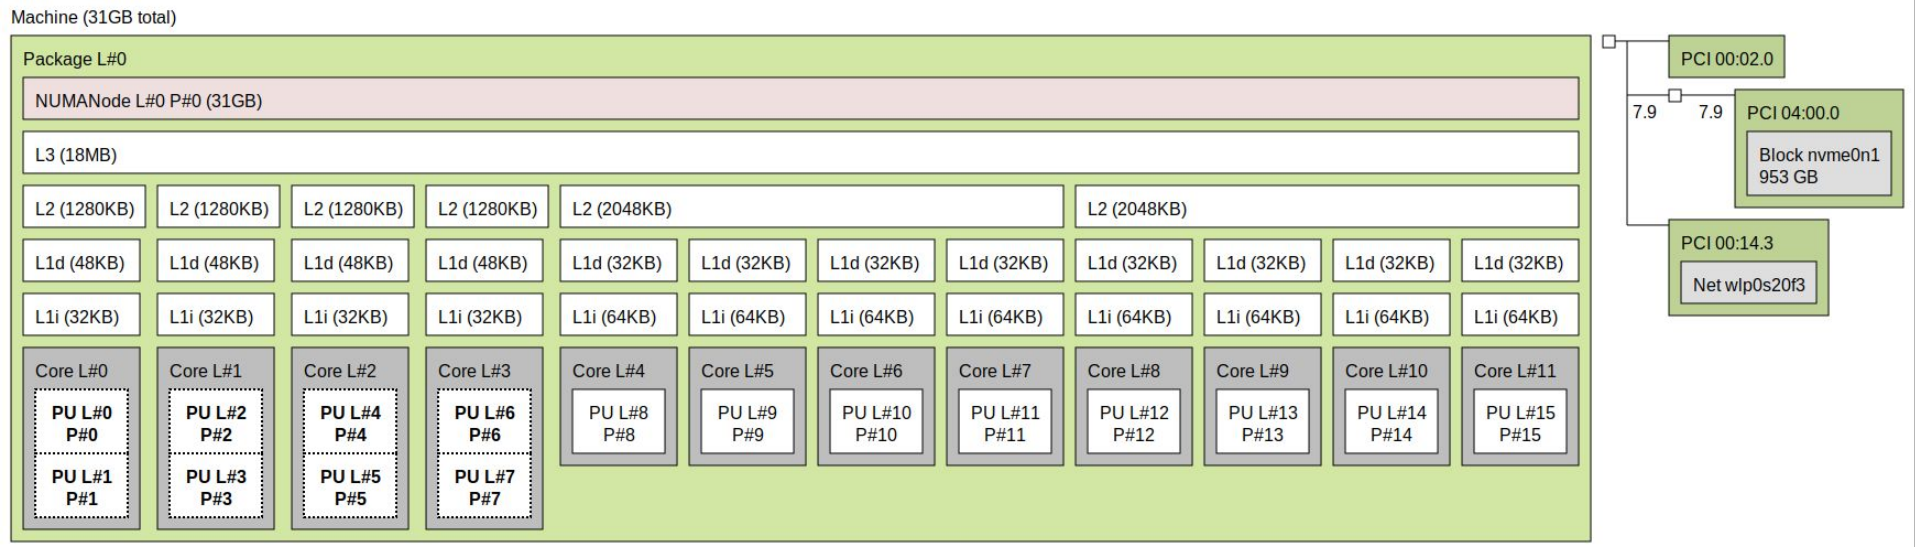 Machine (31GB total)
Package L#0
NUMANode L#0 P#0 (31GB)
L3 (18MB)
L2 (1280KB)
L2 (1280KB)
L2 (1280KB)
L2 (1280KB)
L2 (2048KB)
L2 (2048KB)
L1d (48KB)
L1d (48KB)
L1d (48KB)
L1d (48KB)
L1d (32KB)
L1d (32KB)
L1d (32KB)
L1d (32KB)
L1d (32KB)
L1d (32KB)
L1d (32KB)
L1d (32KB)
L1i (32KB)
L1i (32KB)
L1i (32KB)
L1i (32KB)
L1i (64KB)
L1i (64KB)
L1i (64KB)
L1i (64KB)
L1i (64KB)
L1i (64KB)
L1i (64KB)
L1i (64KB)
Core L#0
PU L#0
P#0
PU L#1
P#1
Core L#1
PU L#2
P#2
PU L#3
P#3
Core L#2
PU L#4
P#4
PU L#5
P#5
Core L#3
PU L#6
P#6
PU L#7
P#7
Core L#4
PU L#8
P#8
Core L#5
PU L#9
P#9
Core L#6
PU L#10
P#10
Core L#7
PU L#11
P#11
Core L#8
PU L#12
P#12
Core L#9
PU L#13
P#13
Core L#10
PU L#14
P#14
Core L#11
PU L#15
P#15
PCI 00:02.0
7.9
7.9
PCI 04:00.0
Block nvme0n1
953 GB
PCI 00:14.3
Net wlp0s20f3